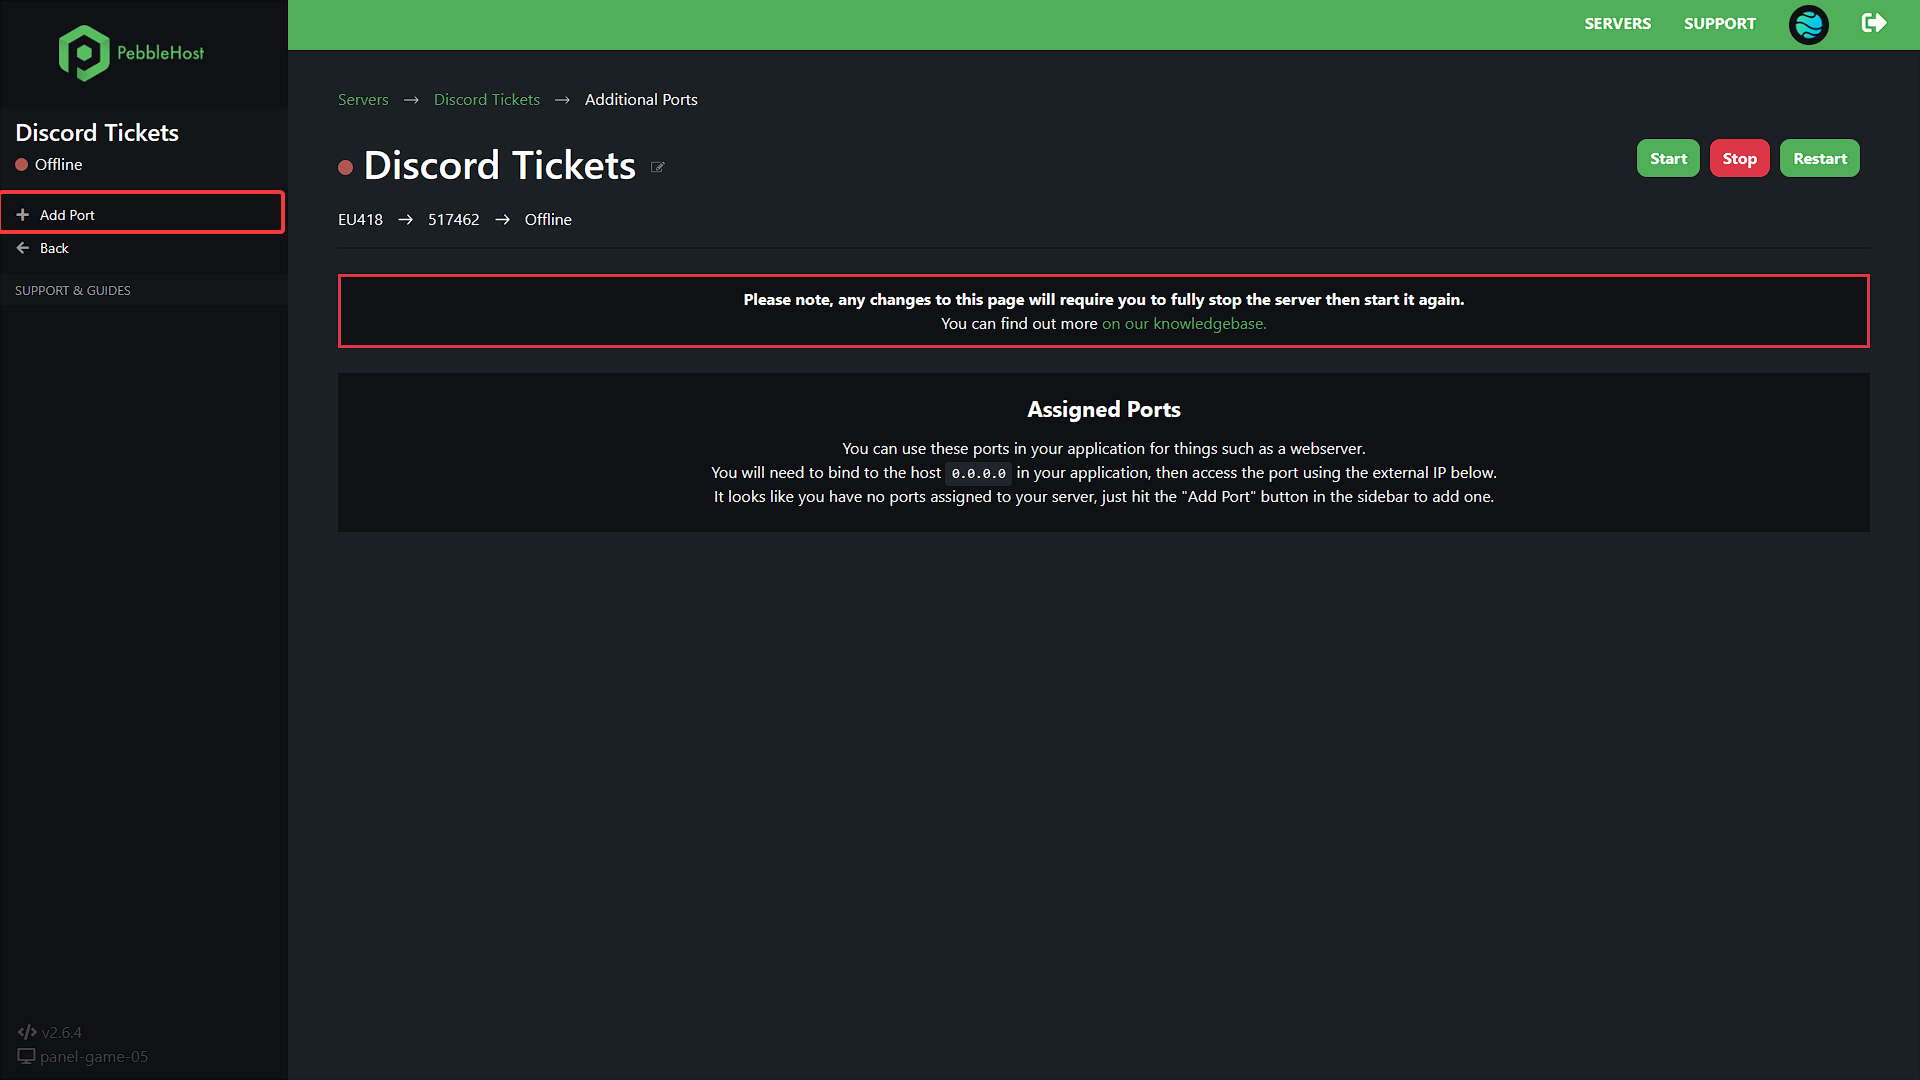 PebbleHost
SERVERS
SUPPORT
Discord Tickets
Offline
Add Port
Back
SUPPORT & GUIDES
v2.6.4
panel-game-05
Servers → Discord Tickets → Additional Ports
Discord Tickets
Start
Stop
Restart
EU418 → 517462 → Offline
Please note, any changes to this page will require you to fully stop the server then start it again.
You can find out more on our knowledgebase.
Assigned Ports
You can use these ports in your application for things such as a webserver.
You will need to bind to the host 0.0.0.0 in your application, then access the port using the external IP below.
It looks like you have no ports assigned to your server, just hit the "Add Port" button in the sidebar to add one.